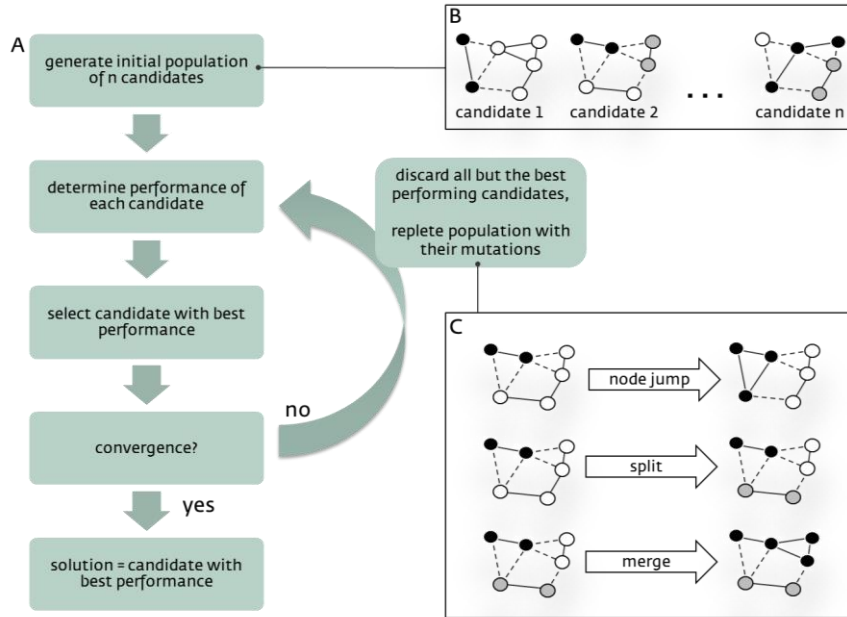 A
generate initial population
of n candidates
determine performance of
each candidate
select candidate with best
performance
convergence?
no
yes
solution = candidate with
best performance
discard all but the best
performing candidates,
replete population with
their mutations
B
candidate 1
candidate 2
...
candidate n
C
node jump
split
merge